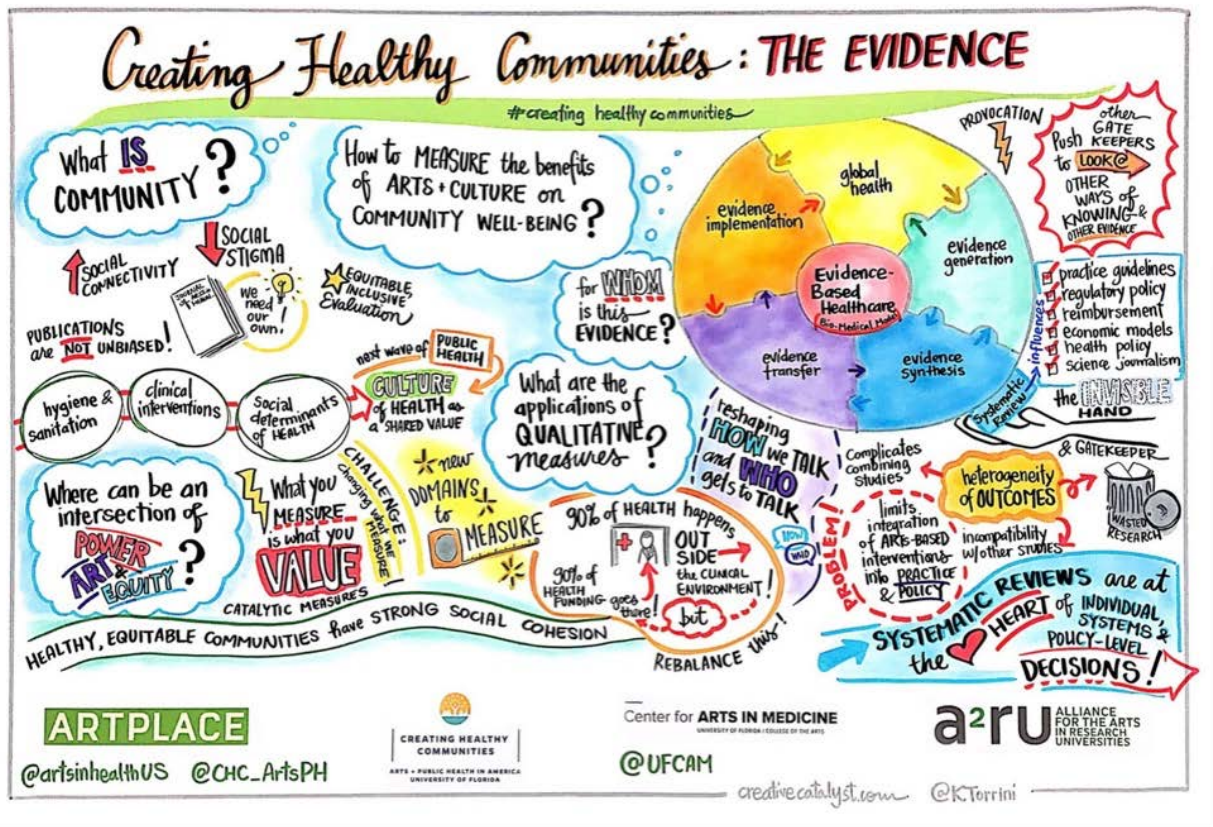 Creating Healthy Communities: THE EVIDENCE
#creating healthy communities
What IS
COMMUNITY?
SOCIAL
CONNECTIVITY
SOCIAL
STIGMA
we
need
our
own!
PUBLICATIONS
are NOT UNBIASED!
EQUITABLE,
INCLUSIVE
Evaluation
How to MEASURE the benefits
of ARTS + CULTURE on
COMMUNITY WELL-BEING?
for WHOM
is this
EVIDENCE?
What are the
applications of
QUALITATIVE
measures?
hygiene &
sanitation
clinical
interventions
Social
determinants
of HEALTH
next wave of
PUBLIC
HEALTH
CULTURE
of HEALTH as
a SHARED VALUE
Where can be an
intersection of
POWER
ART &
EQUITY?
What you
MEASURE
IS what you
VALUE
CATALYTIC MEASURES
CHALLENGE:
changing what we
MEASURE!
new
DOMAINS
to
MEASURE
90% of HEALTH happens
OUT
SIDE
the CLINICAL
ENVIRONMENT!
but
90% of
HEALTH
FUNDING goes
there!
REBALANCE this!
HEALTHY, EQUITABLE COMMUNITIES have STRONG SOCIAL COHESION
global
health
evidence
generation
evidence
synthesis
evidence
transfer
evidence
implementation
Evidence-
Based
Healthcare
(Bio-Medical Model)
PROVOCATION
other
GATE
Push KEEPERS
to LOOK@
OTHER
WAYS of
KNOWING &
OTHER EVIDENCE
influences
practice guidelines
regulatory policy
reimbursement
economic models
health policy
science journalism
Systematic
Review
the INVISIBLE
HAND
& GATEKEEPER
reshaping
HOW we TALK
and WHO
gets to TALK
HOW
WHO
Complicates
combining
studies
heterogeneity
of OUTCOMES
incompatibility
w/other studies
WASTED
RESEARCH
PROBLEM!
limits
integration
of ARTS-BASED
interventions
into PRACTICE
& POLICY
SYSTEMATIC REVIEWS are at
the HEART of INDIVIDUAL,
SYSTEMS &
POLICY-LEVEL
DECISIONS!
ARTPLACE
@artsinhealthUS @CHC_ArtsPH
CREATING HEALTHY
COMMUNITIES
ARTS + PUBLIC HEALTH IN AMERICA
UNIVERSITY OF FLORIDA
Center for ARTS IN MEDICINE
UNIVERSITY OF FLORIDA / COLLEGE OF THE ARTS
@UFCAM
a2ru
ALLIANCE
FOR THE ARTS
IN RESEARCH
UNIVERSITIES
creativecatalyst.com @KTorrini